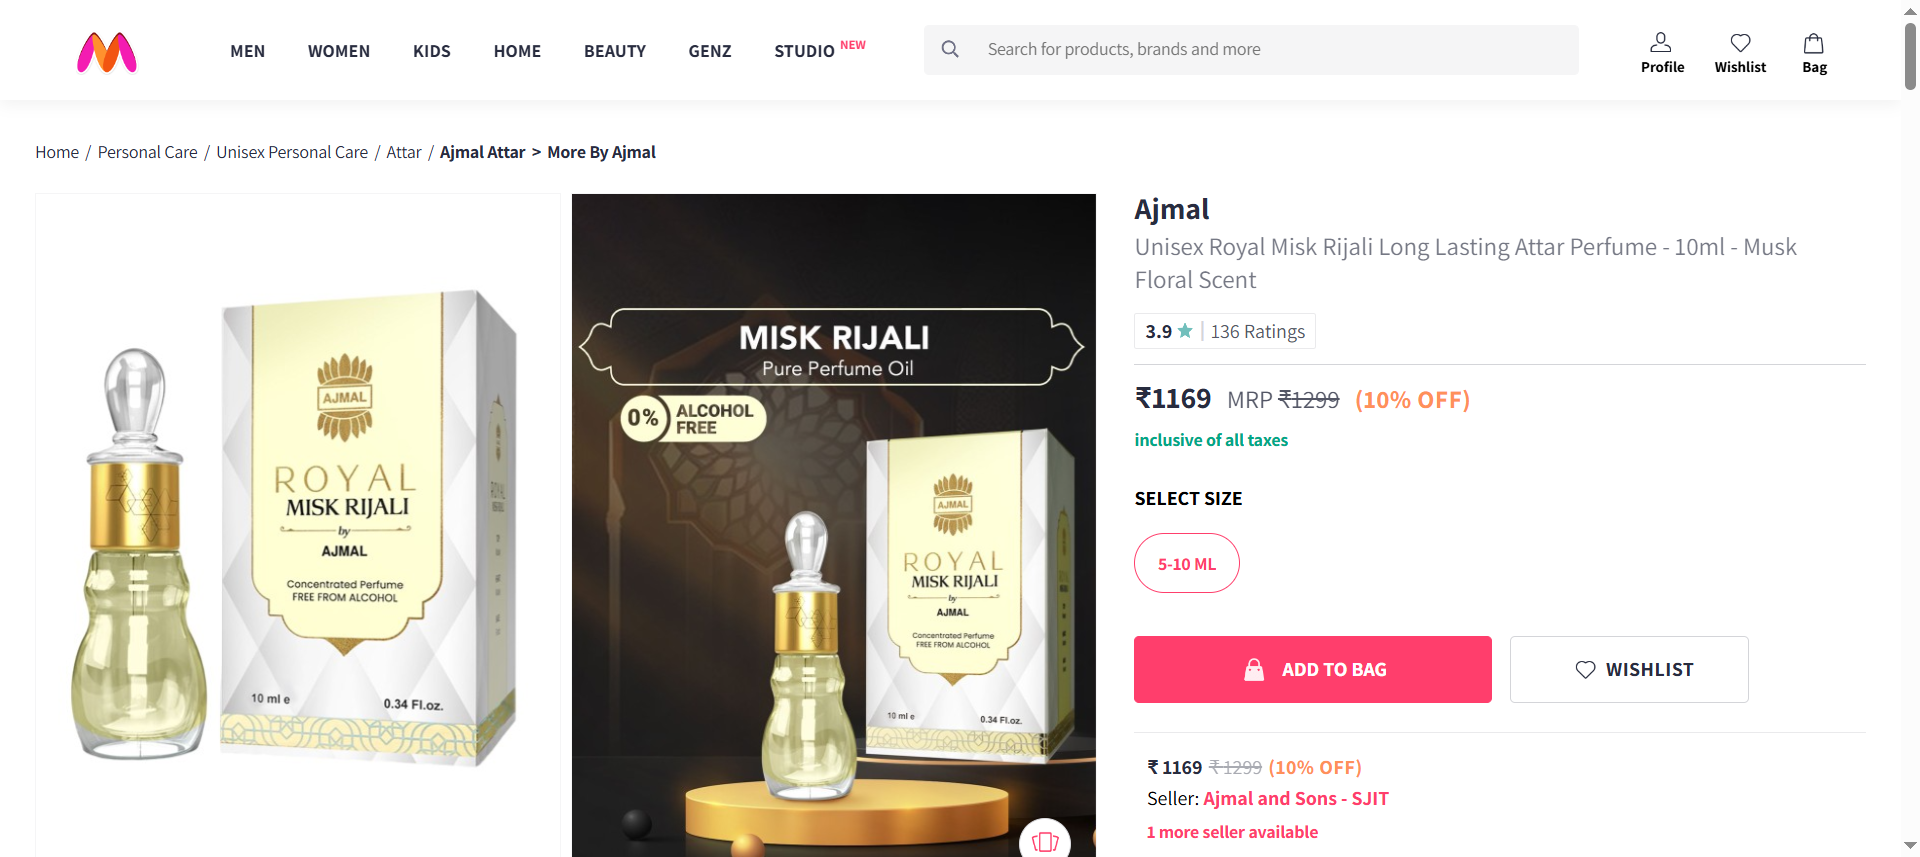 MEN
WOMEN
KIDS
HOME
BEAUTY
GENZ
STUDIO NEW
Search for products, brands and more
Profile
Wishlist
Bag
Home / Personal Care / Unisex Personal Care / Attar / Ajmal Attar > More By Ajmal
AJMAL
ROYAL
MISK RIJALI
by
AJMAL
Concentrated Perfume
FREE FROM ALCOHOL
10 ml e
0.34 Fl.oz.
MISK RIJALI
Pure Perfume Oil
0% ALCOHOL
FREE
AJMAL
ROYAL
MISK RIJALI
by
AJMAL
Concentrated Perfume
FREE FROM ALCOHOL
10 ml e
0.34 Fl.oz.
Ajmal
Unisex Royal Misk Rijali Long Lasting Attar Perfume - 10ml - Musk
Floral Scent
3.9 ★ | 136 Ratings
₹1169 MRP ₹1299 (10% OFF)
inclusive of all taxes
SELECT SIZE
5-10 ML
ADD TO BAG
WISHLIST
₹ 1169 ₹ 1299 (10% OFF)
Seller: Ajmal and Sons - SJIT
1 more seller available